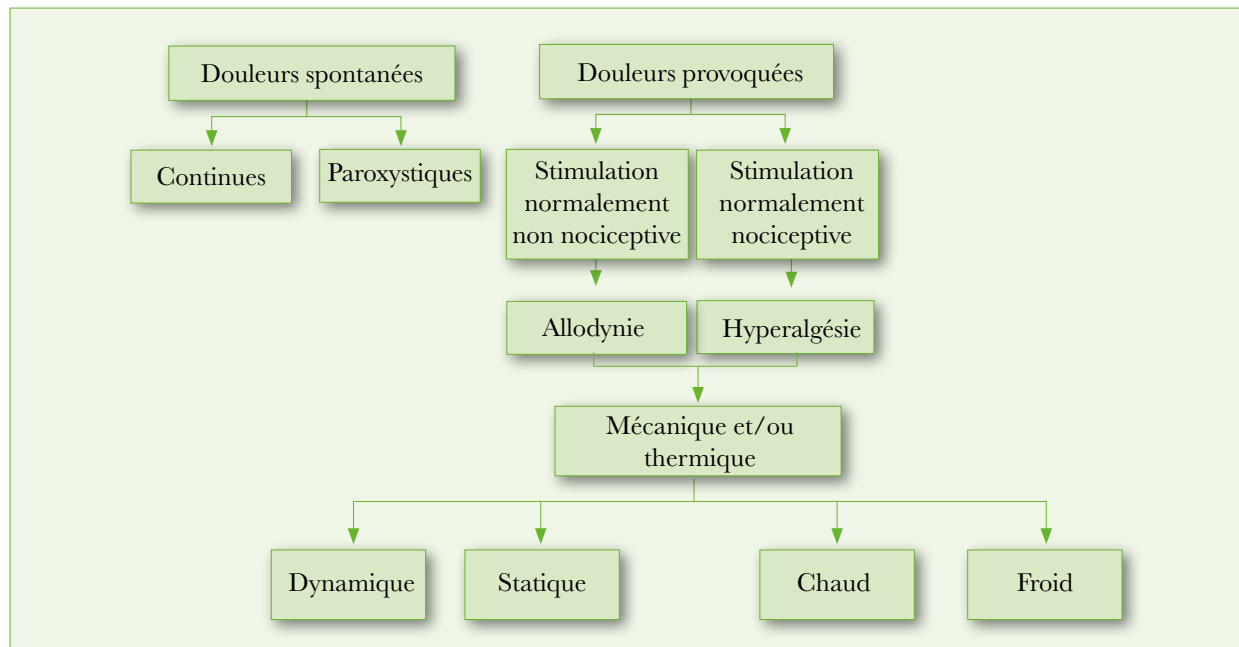 Douleurs spontanées
Douleurs provoquées
Continues
Paroxystiques
Stimulation
normalement
non nociceptive
Stimulation
normalement
nociceptive
Allodynie
Hyperalgésie
Mécanique et/ou
thermique
Dynamique
Statique
Chaud
Froid